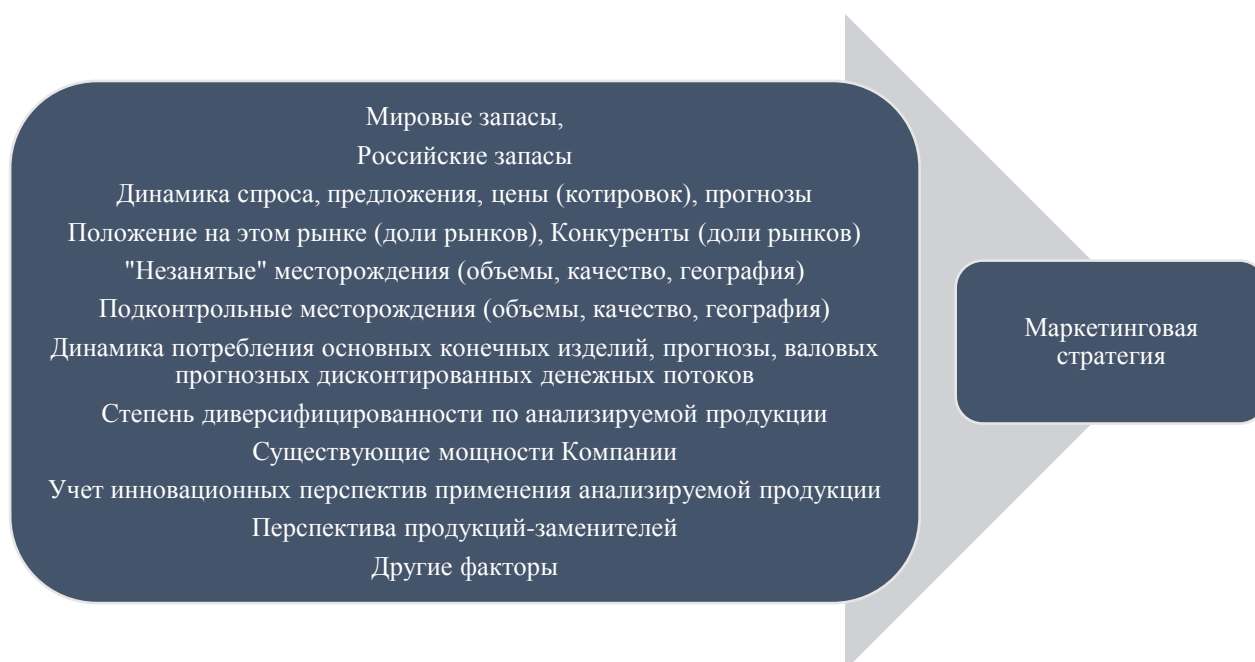 Мировые запасы,
Российские запасы
Динамика спроса, предложения, цены (котировок), прогнозы
Положение на этом рынке (доли рынков), Конкуренты (доли рынков)
"Незанятые" месторождения (объемы, качество, география)
Подконтрольные месторождения (объемы, качество, география)
Динамика потребления основных конечных изделий, прогнозы, валовых
прогнозных дисконтированных денежных потоков
Степень диверсифицированности по анализируемой продукции
Существующие мощности Компании
Учет инновационных перспектив применения анализируемой продукции
Перспектива продукций-заменителей
Другие факторы
Маркетинговая
стратегия